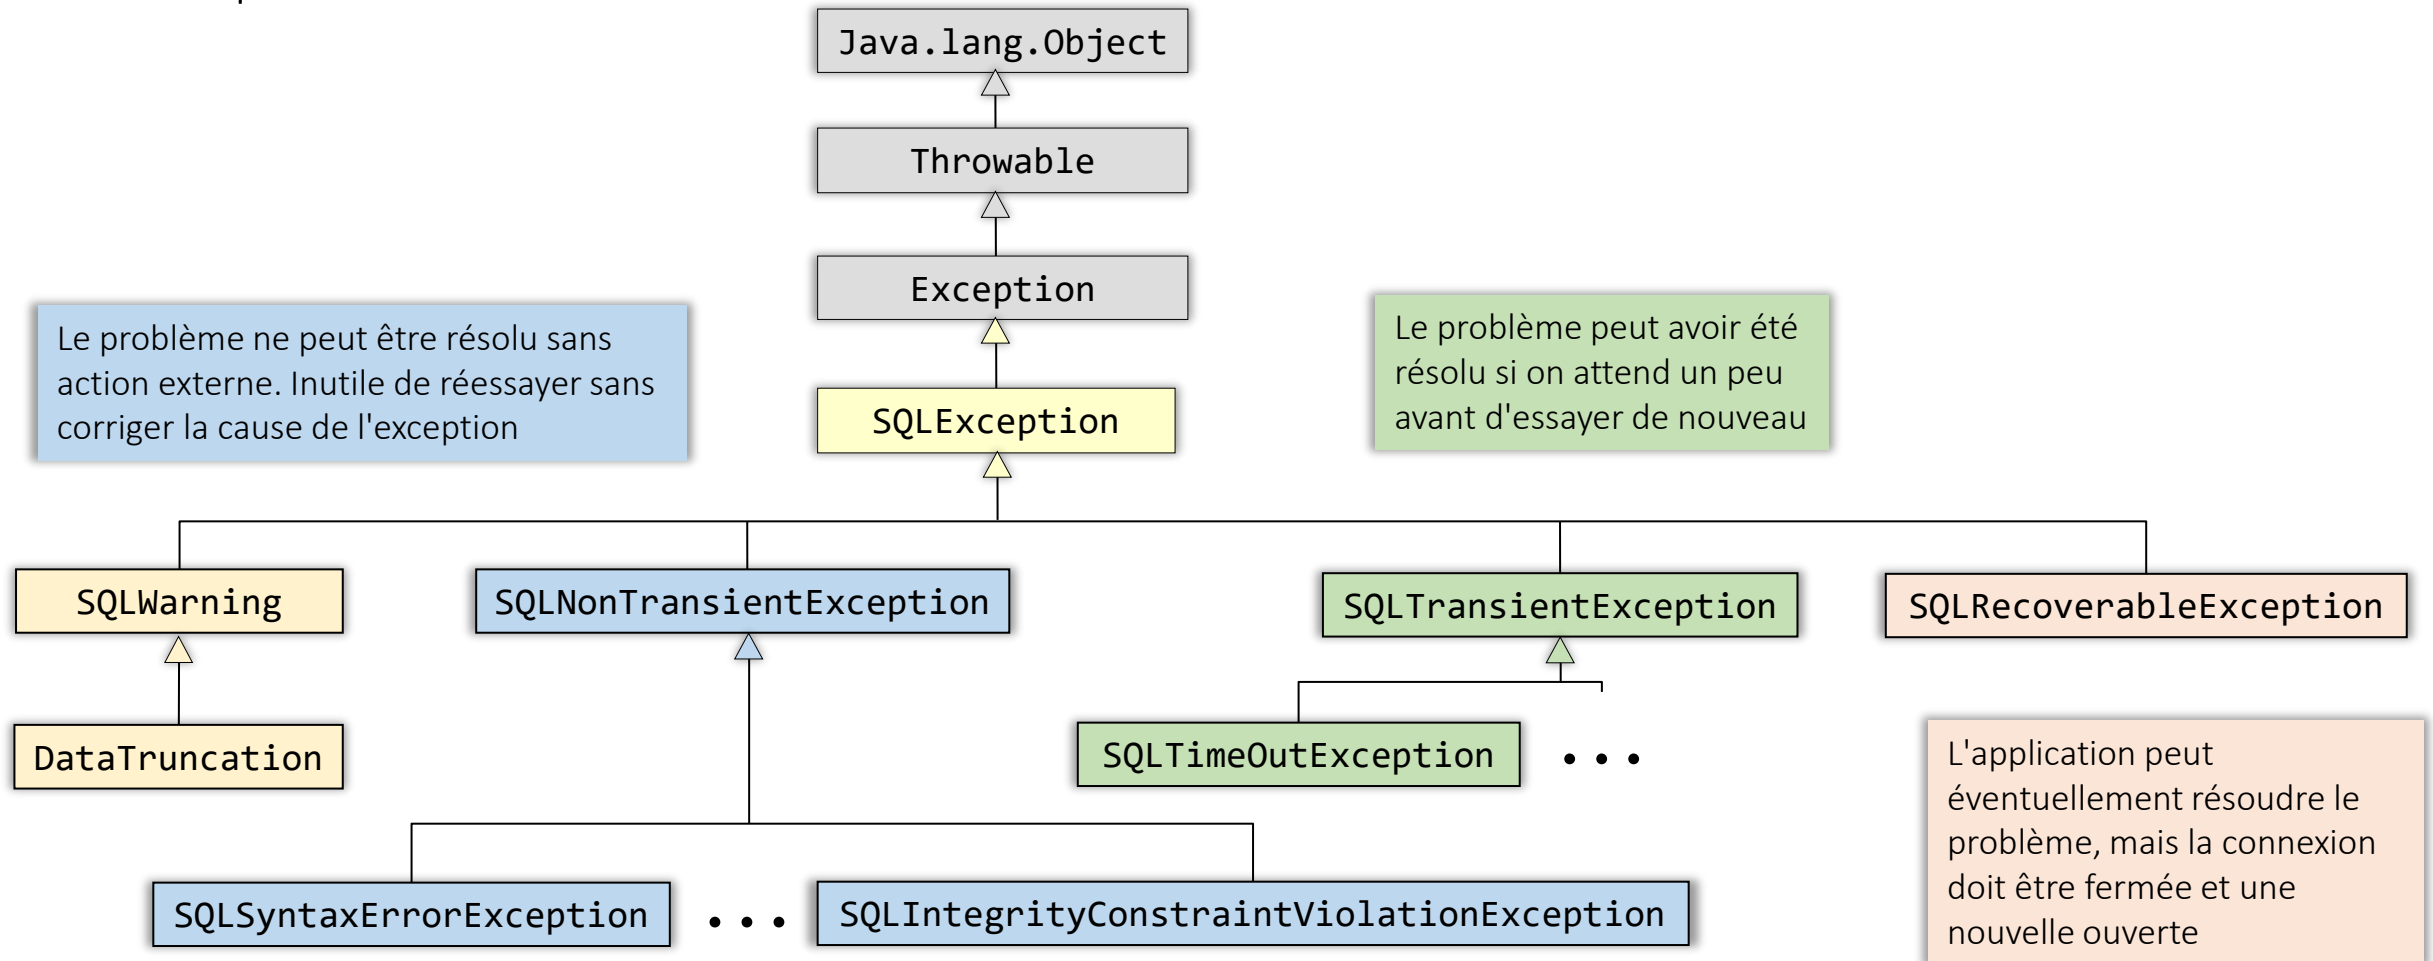 Java.lang.Object
Throwable
Exception
Le problème ne peut être résolu sans
action externe. Inutile de réessayer sans
corriger la cause de l'exception
Le problème peut avoir été
résolu si on attend un peu
avant d'essayer de nouveau
SQLException
SQLWarning
SQLNonTransientException
SQLTransientException
SQLRecoverableException
DataTruncation
SQLTimeOutException
...
L'application peut
éventuellement résoudre le
problème, mais la connexion
doit être fermée et une
nouvelle ouverte
SQLSyntaxErrorException
...
SQLIntegrityConstraintViolationException